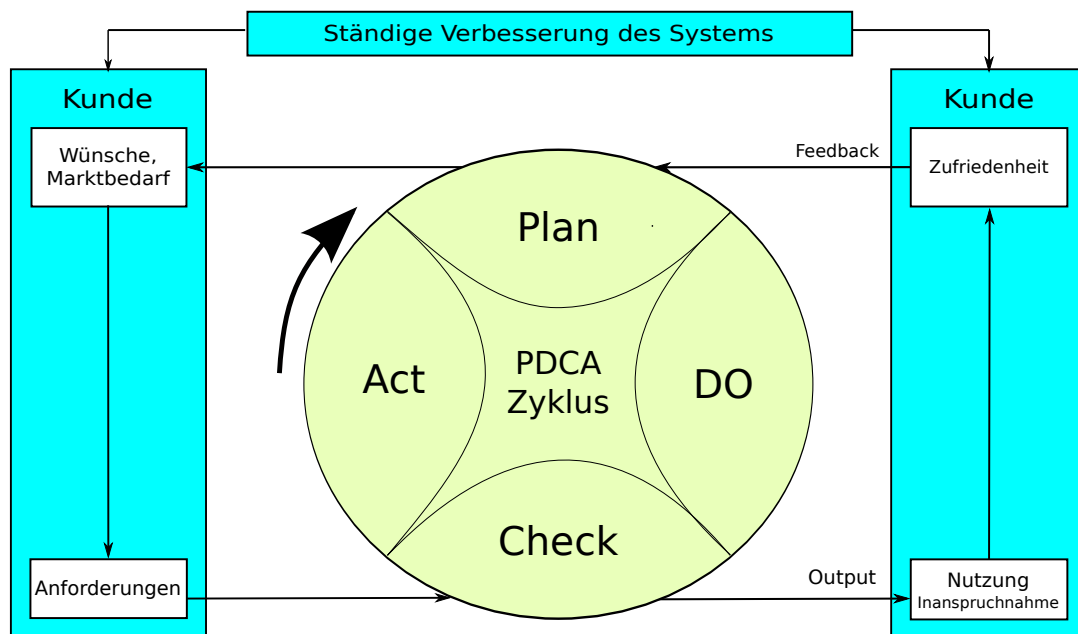 Ständige Verbesserung des Systems
Kunde
Kunde
Wünsche,
Marktbedarf
Feedback
Zufriedenheit
Plan
Act
PDCA
Zyklus
DO
Check
Anforderungen
Output
Nutzung
Inanspruchnahme